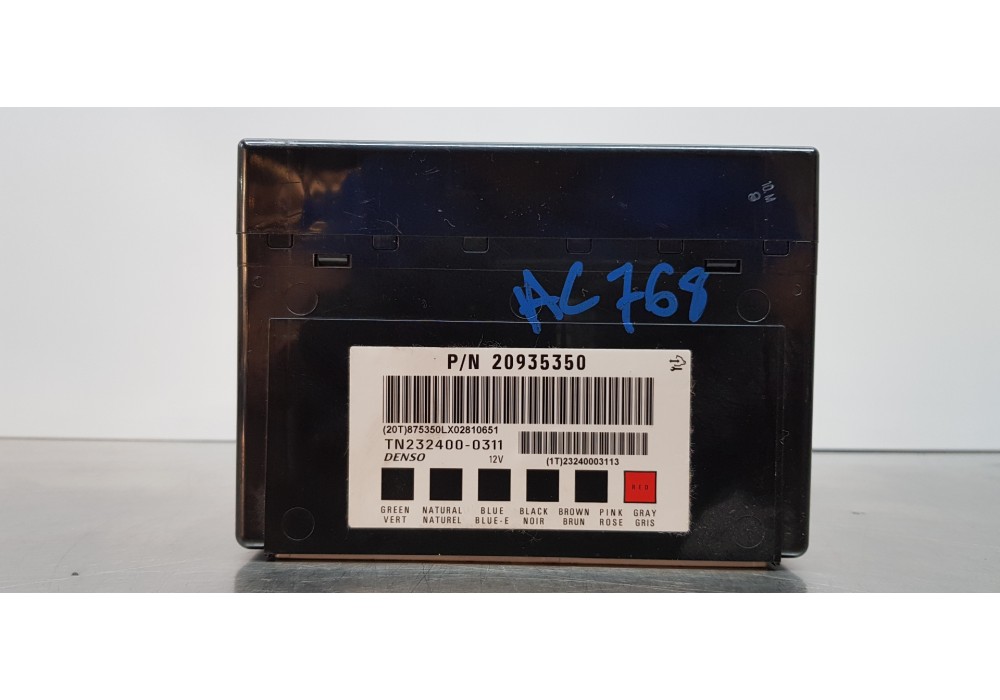 AC 768
P/N 20935350
(20T)875350LX02810651
TN232400-0311
DENSO 12V
(1T)23240003113
RED
GREEN NATURAL BLUE BLACK BROWN PINK GRAY
VERT NATUREL BLUE-E NOIR BRUN ROSE GRIS